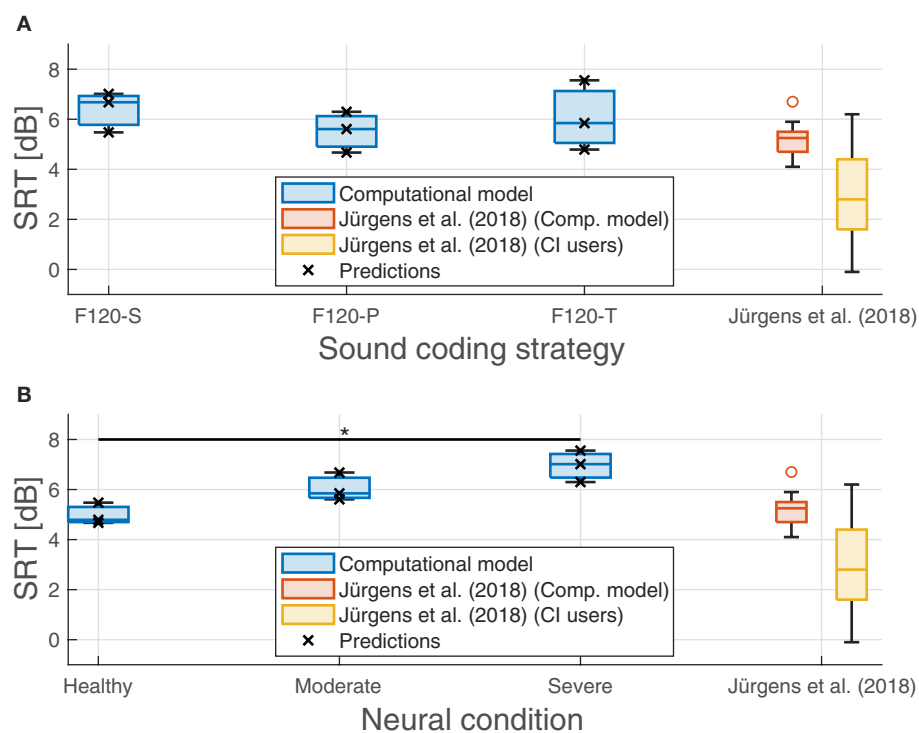 A
SRT [dB]
8
6
4
2
0
Computational model
Jürgens et al. (2018) (Comp. model)
Jürgens et al. (2018) (CI users)
Predictions
F120-S
F120-P
F120-T
Jürgens et al. (2018)
Sound coding strategy
B
SRT [dB]
8
6
4
2
0
*
Computational model
Jürgens et al. (2018) (Comp. model)
Jürgens et al. (2018) (CI users)
Predictions
Healthy
Moderate
Severe
Jürgens et al. (2018)
Neural condition